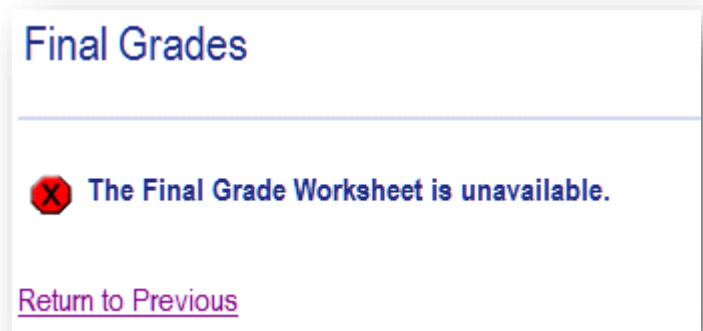 Final Grades
The Final Grade Worksheet is unavailable.
Return to Previous